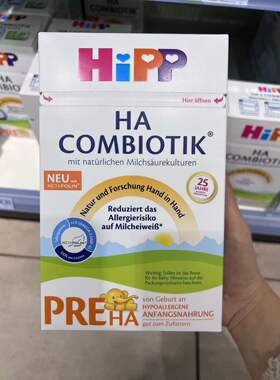 HiPP
Hier öffnen
HA
COMBIOTIK®
mit natürlichen Milchsäurekulturen
NEU
Natur und Forschung Hand in Hand
25
JAHRE
Reduziert das
Allergierisiko
auf Milcheiweiß*
PRE HA
von Geburt an
HYPOALLERGENE
ANFANGSNAHRUNG
gut zum Zufüttern